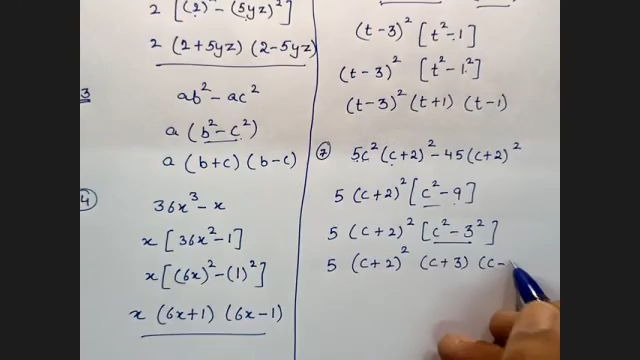 2 [(2)² - (5yz)²]
2 (2+5yz) (2-5yz)
3
ab² - ac²
a (b² - c²)
a (b+c) (b-c)
4
36x³ - x
x [36x² - 1]
x [(6x)² - (1)²]
x (6x+1) (6x-1)
(t-3)² [t² - 1]
(t-3)² [t² - 1²]
(t-3)² (t+1) (t-1)
7 5c² (c+2)² - 45 (c+2)²
5 (c+2)² [c² - 9]
5 (c+2)² [c² - 3²]
5 (c+2)² (c+3) (c-